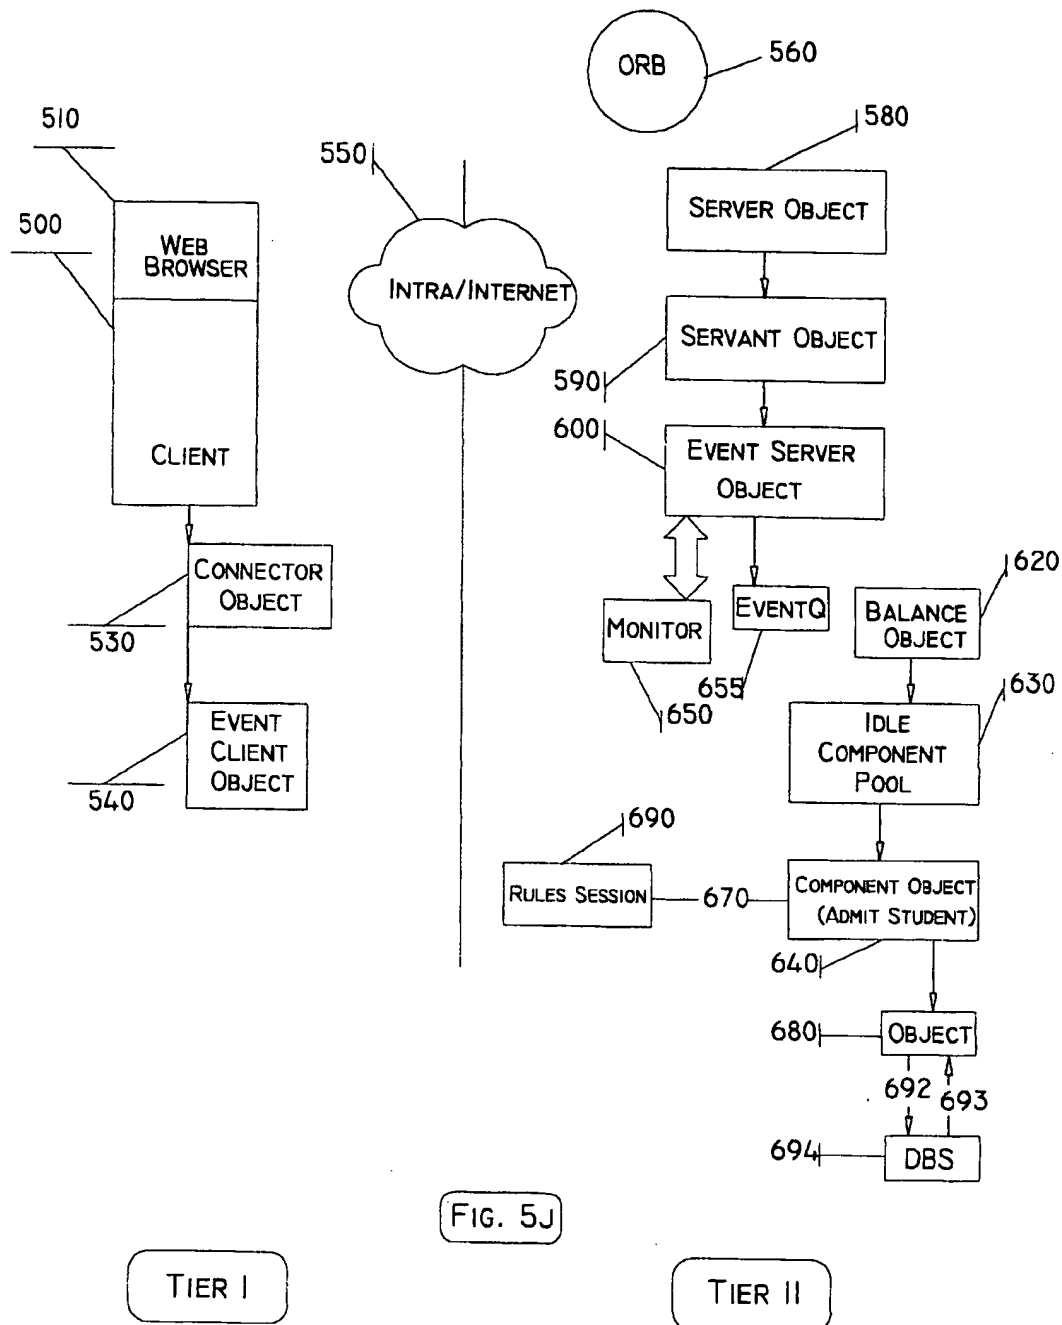 ORB
560
510
550
580
500
WEB
BROWSER
SERVER OBJECT
INTRA/INTERNET
SERVANT OBJECT
590
600
CLIENT
EVENT SERVER
OBJECT
CONNECTOR
OBJECT
620
530
MONITOR
EVENTQ
BALANCE
OBJECT
655
650
630
EVENT
CLIENT
OBJECT
540
IDLE
COMPONENT
POOL
690
RULES SESSION
670
COMPONENT OBJECT
(ADMIT STUDENT)
640
680
OBJECT
692
693
694
DBS
FIG. 5J
TIER I
TIER II